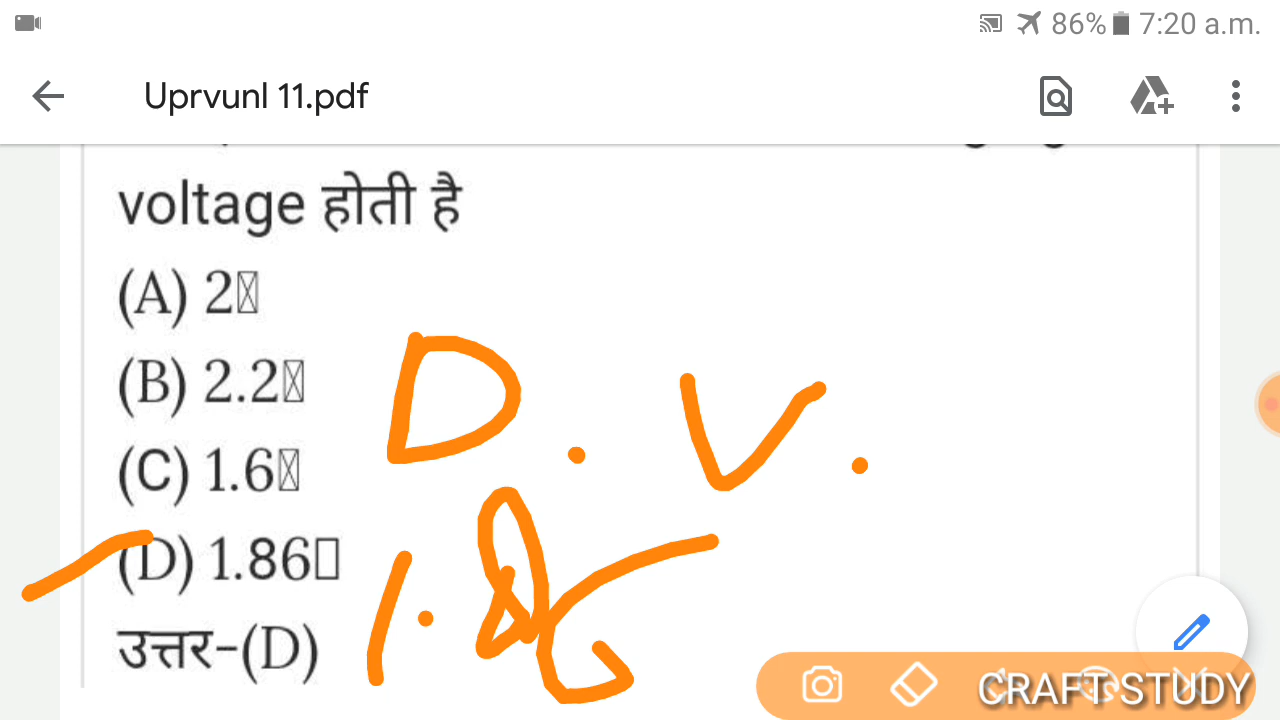 86% 7:20 a.m.
Uprvunl 11.pdf
voltage होती है
(A) 2
(B) 2.2
(C) 1.6
(D) 1.86
उत्तर-(D)
D. V.
1.86
CRAFT STUDY